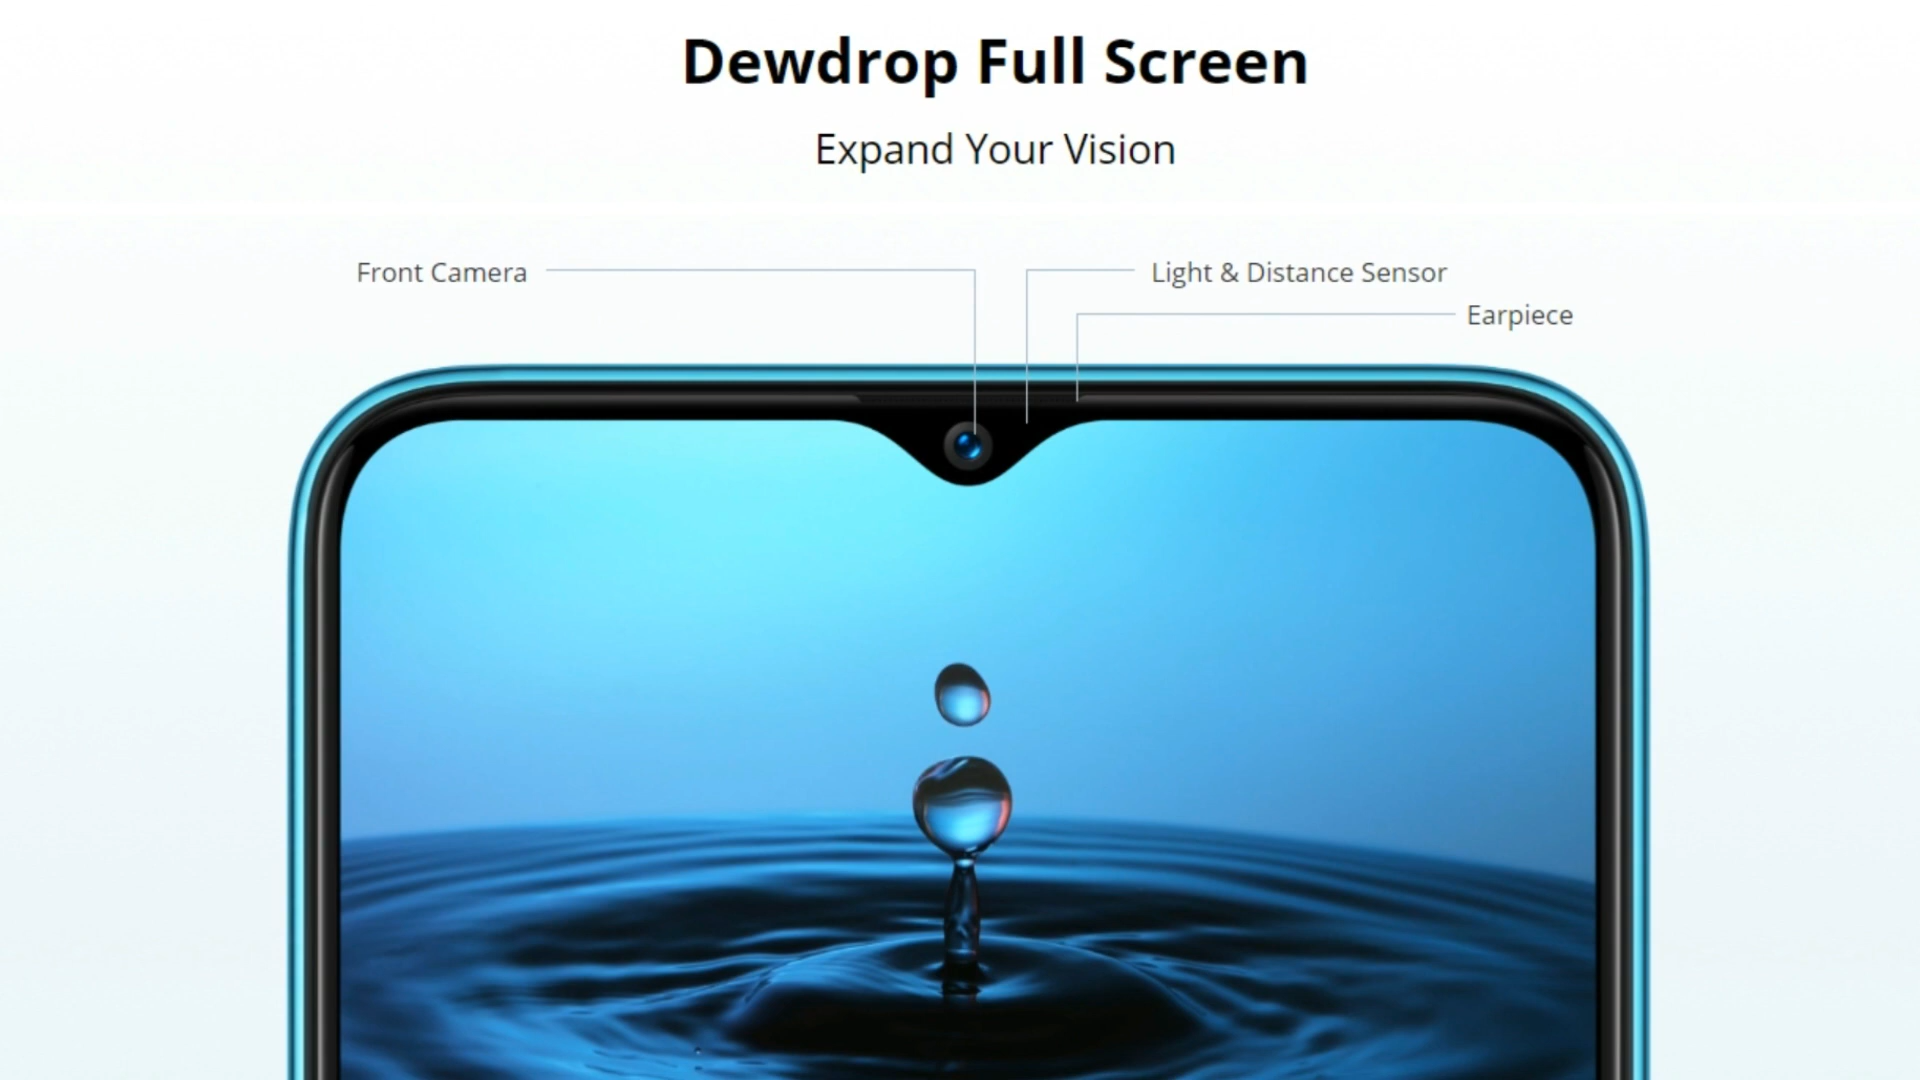 Dewdrop Full Screen
Expand Your Vision
Front Camera
Light & Distance Sensor
Earpiece